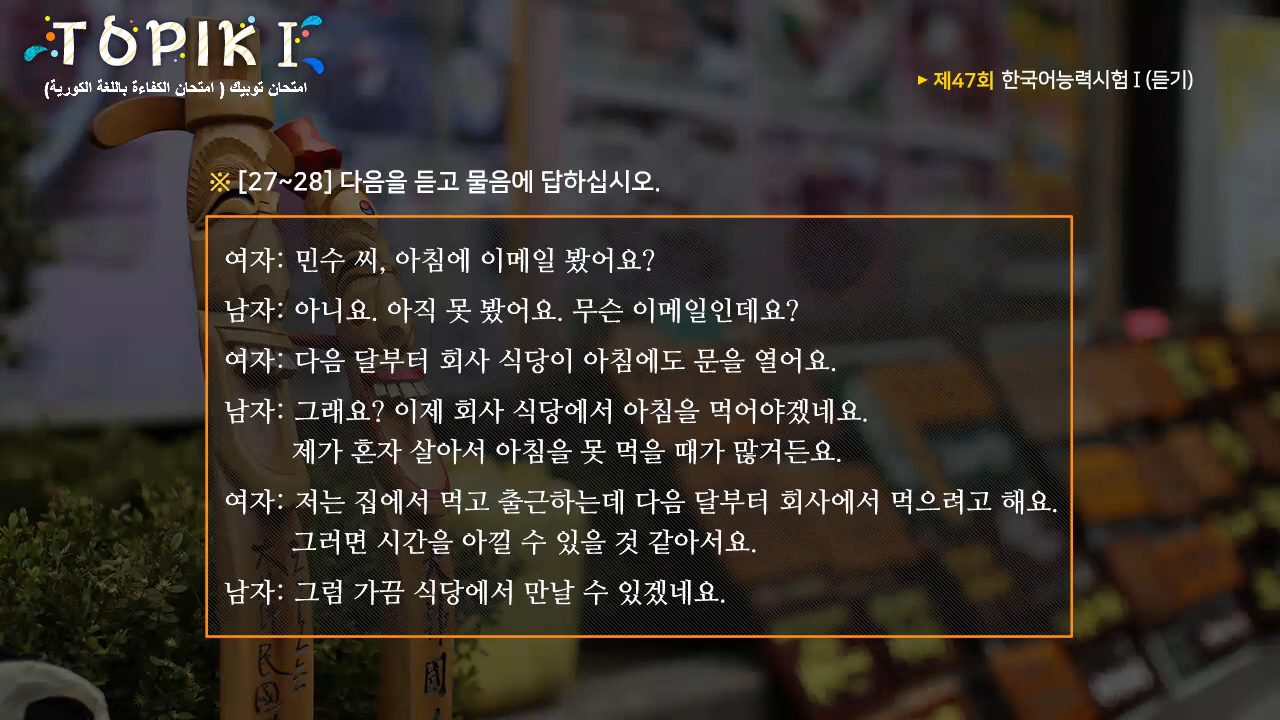 TOPIK I
امتحان توبيك ( امتحان الكفاءة باللغة الكورية)
▶ 제47회 한국어능력시험 I (듣기)
※ [27~28] 다음을 듣고 물음에 답하십시오.
여자: 민수 씨, 아침에 이메일 봤어요?
남자: 아니요. 아직 못 봤어요. 무슨 이메일인데요?
여자: 다음 달부터 회사 식당이 아침에도 문을 열어요.
남자: 그래요? 이제 회사 식당에서 아침을 먹어야겠네요.
제가 혼자 살아서 아침을 못 먹을 때가 많거든요.
여자: 저는 집에서 먹고 출근하는데 다음 달부터 회사에서 먹으려고 해요.
그러면 시간을 아낄 수 있을 것 같아서요.
남자: 그럼 가끔 식당에서 만날 수 있겠네요.
民國